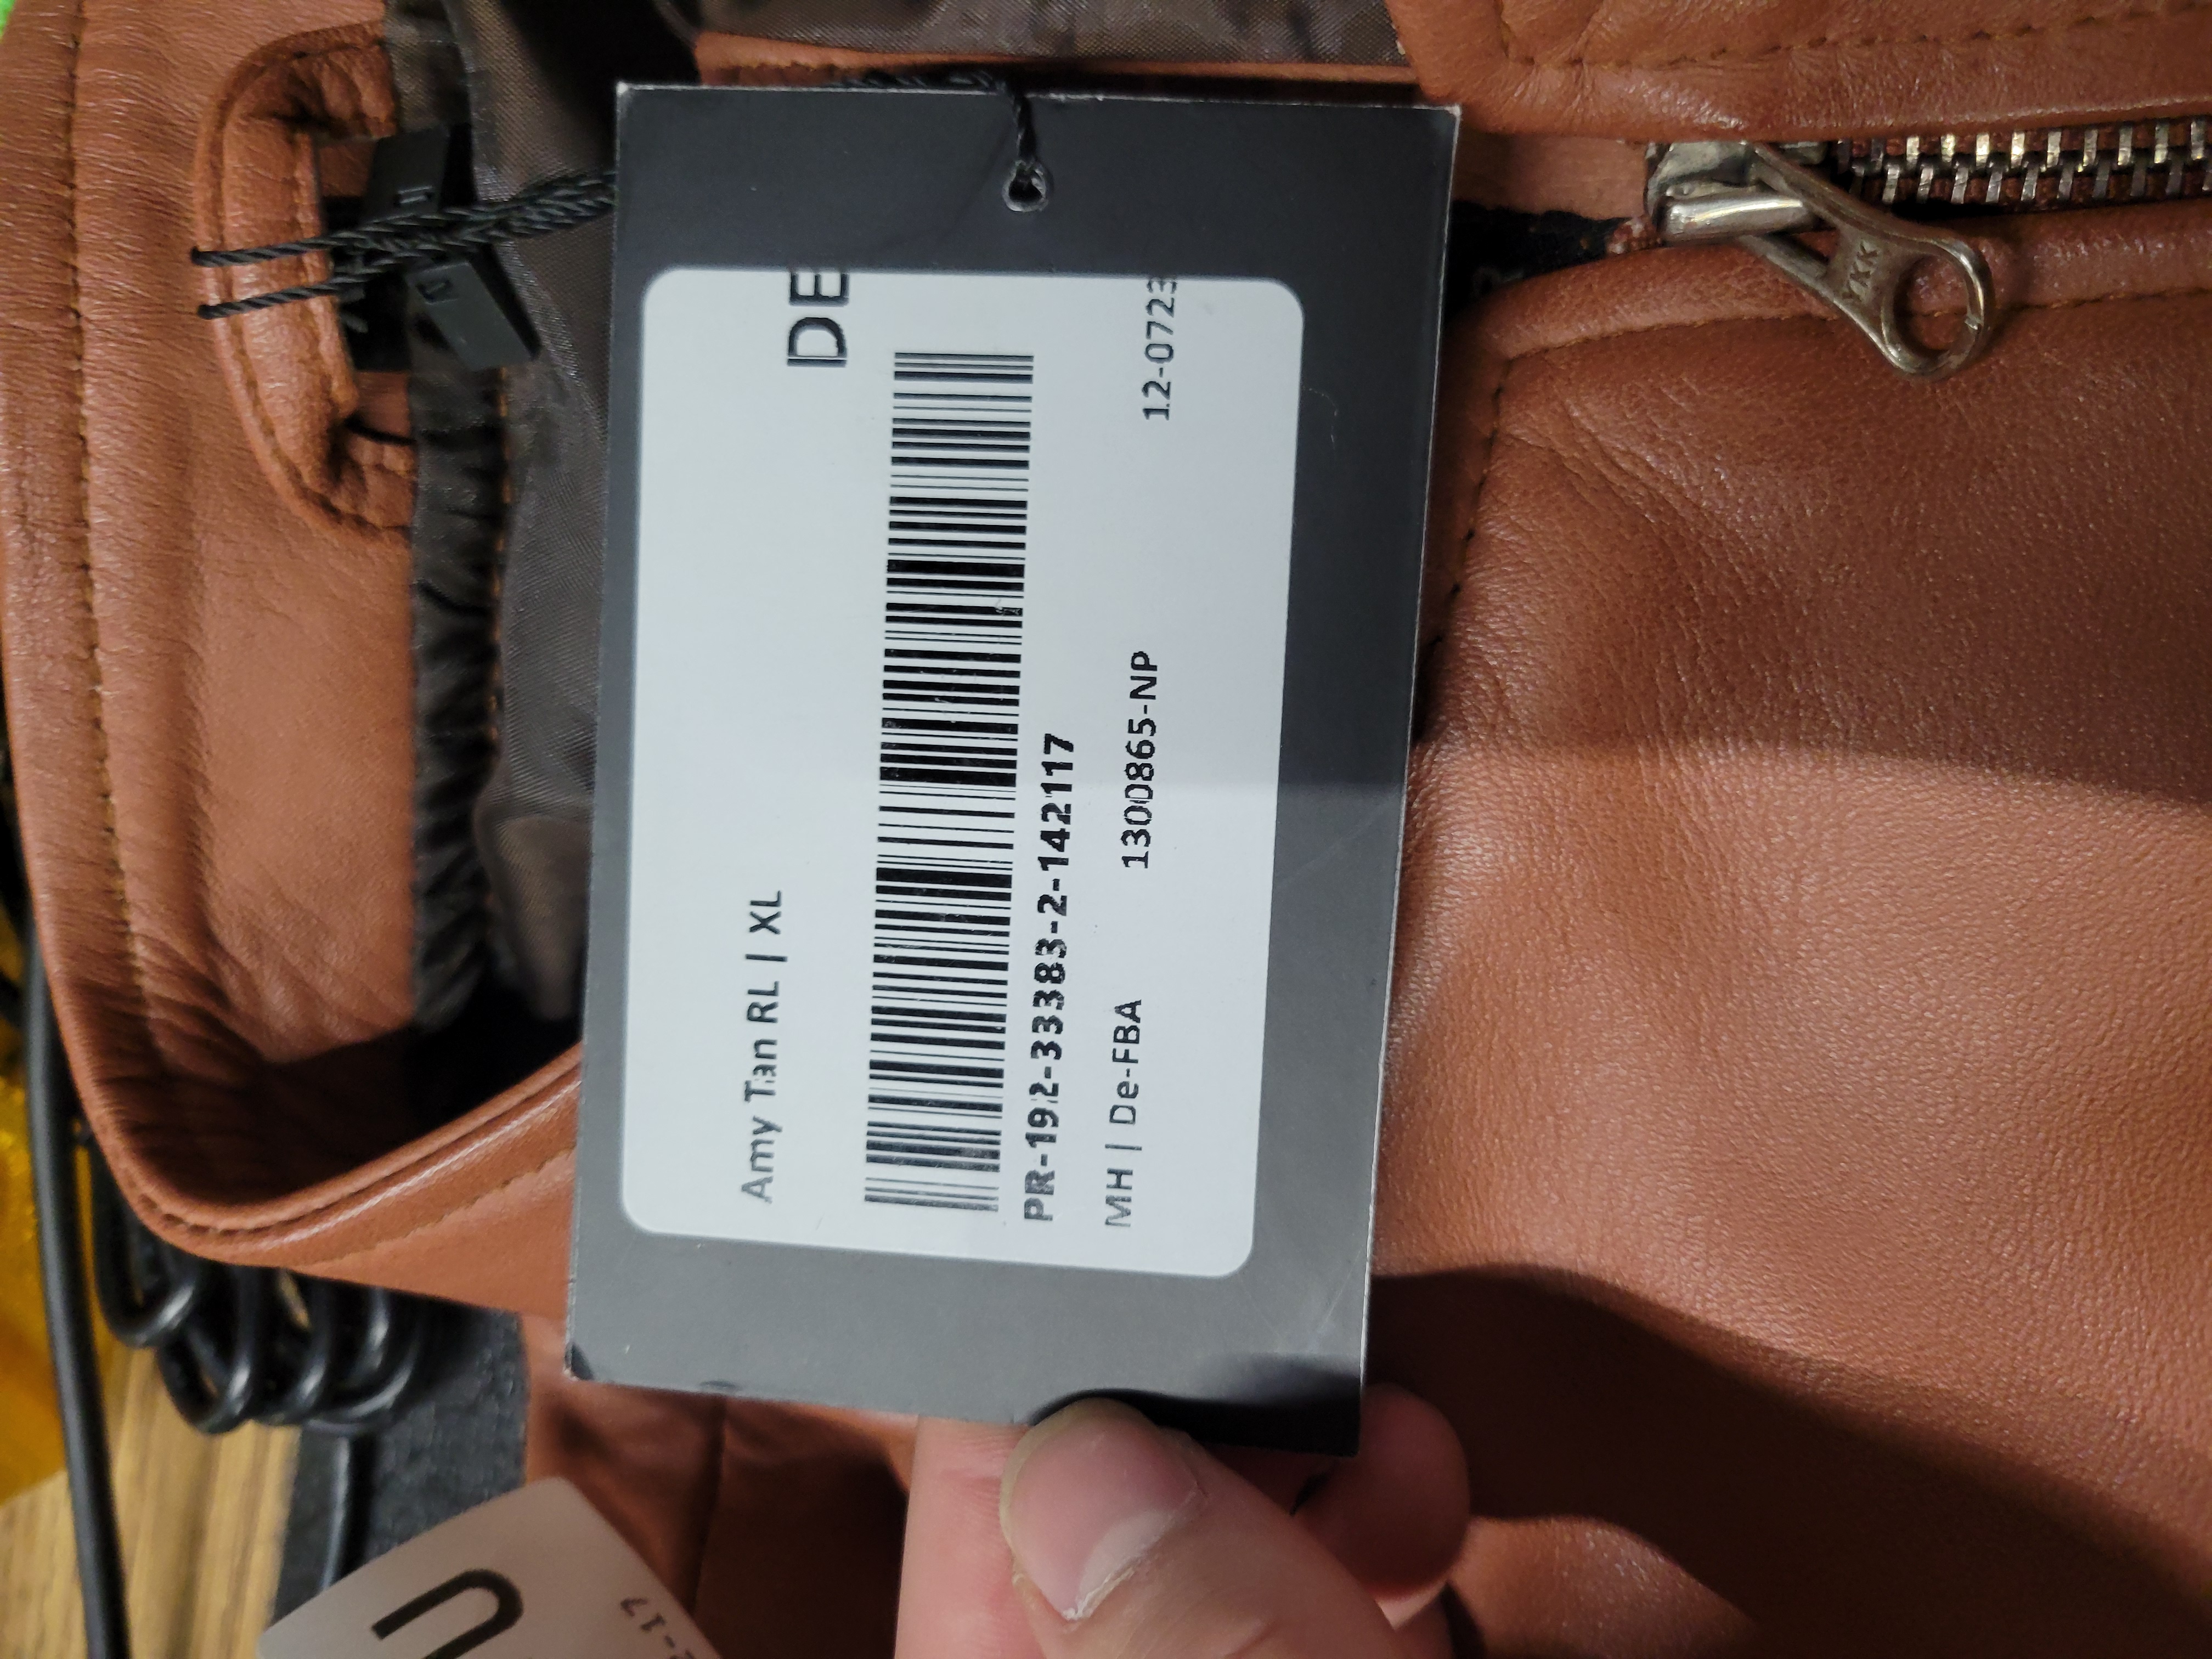 DE
Amy Tan RL | XL
PR-192-33383-2-142117
MH | De-FBA 1300865-NP 12-0723
YKK
U